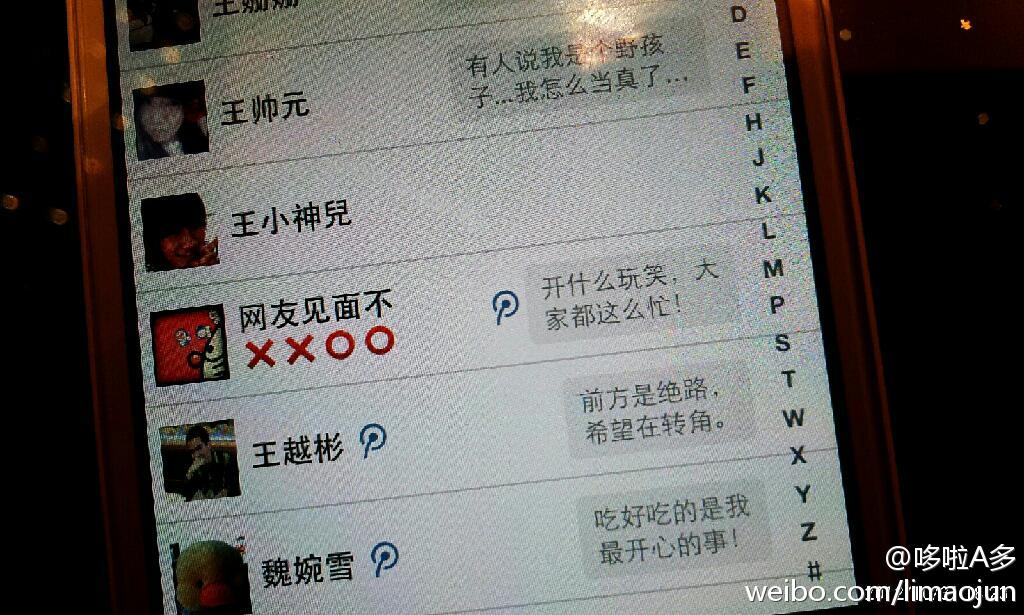 王姗姗
D
有人说我是个野孩
子...我怎么当真了...
王帅元
E
F
H
J
K
王小神兒
L
网友见面不
❌❌⭕⭕
开什么玩笑，大
家都这么忙！
M
P
S
王越彬
前方是绝路，
希望在转角。
T
W
X
魏婉雪
吃好吃的是我
最开心的事！
Y
Z
#
@哆啦A多
weibo.com/limaojun